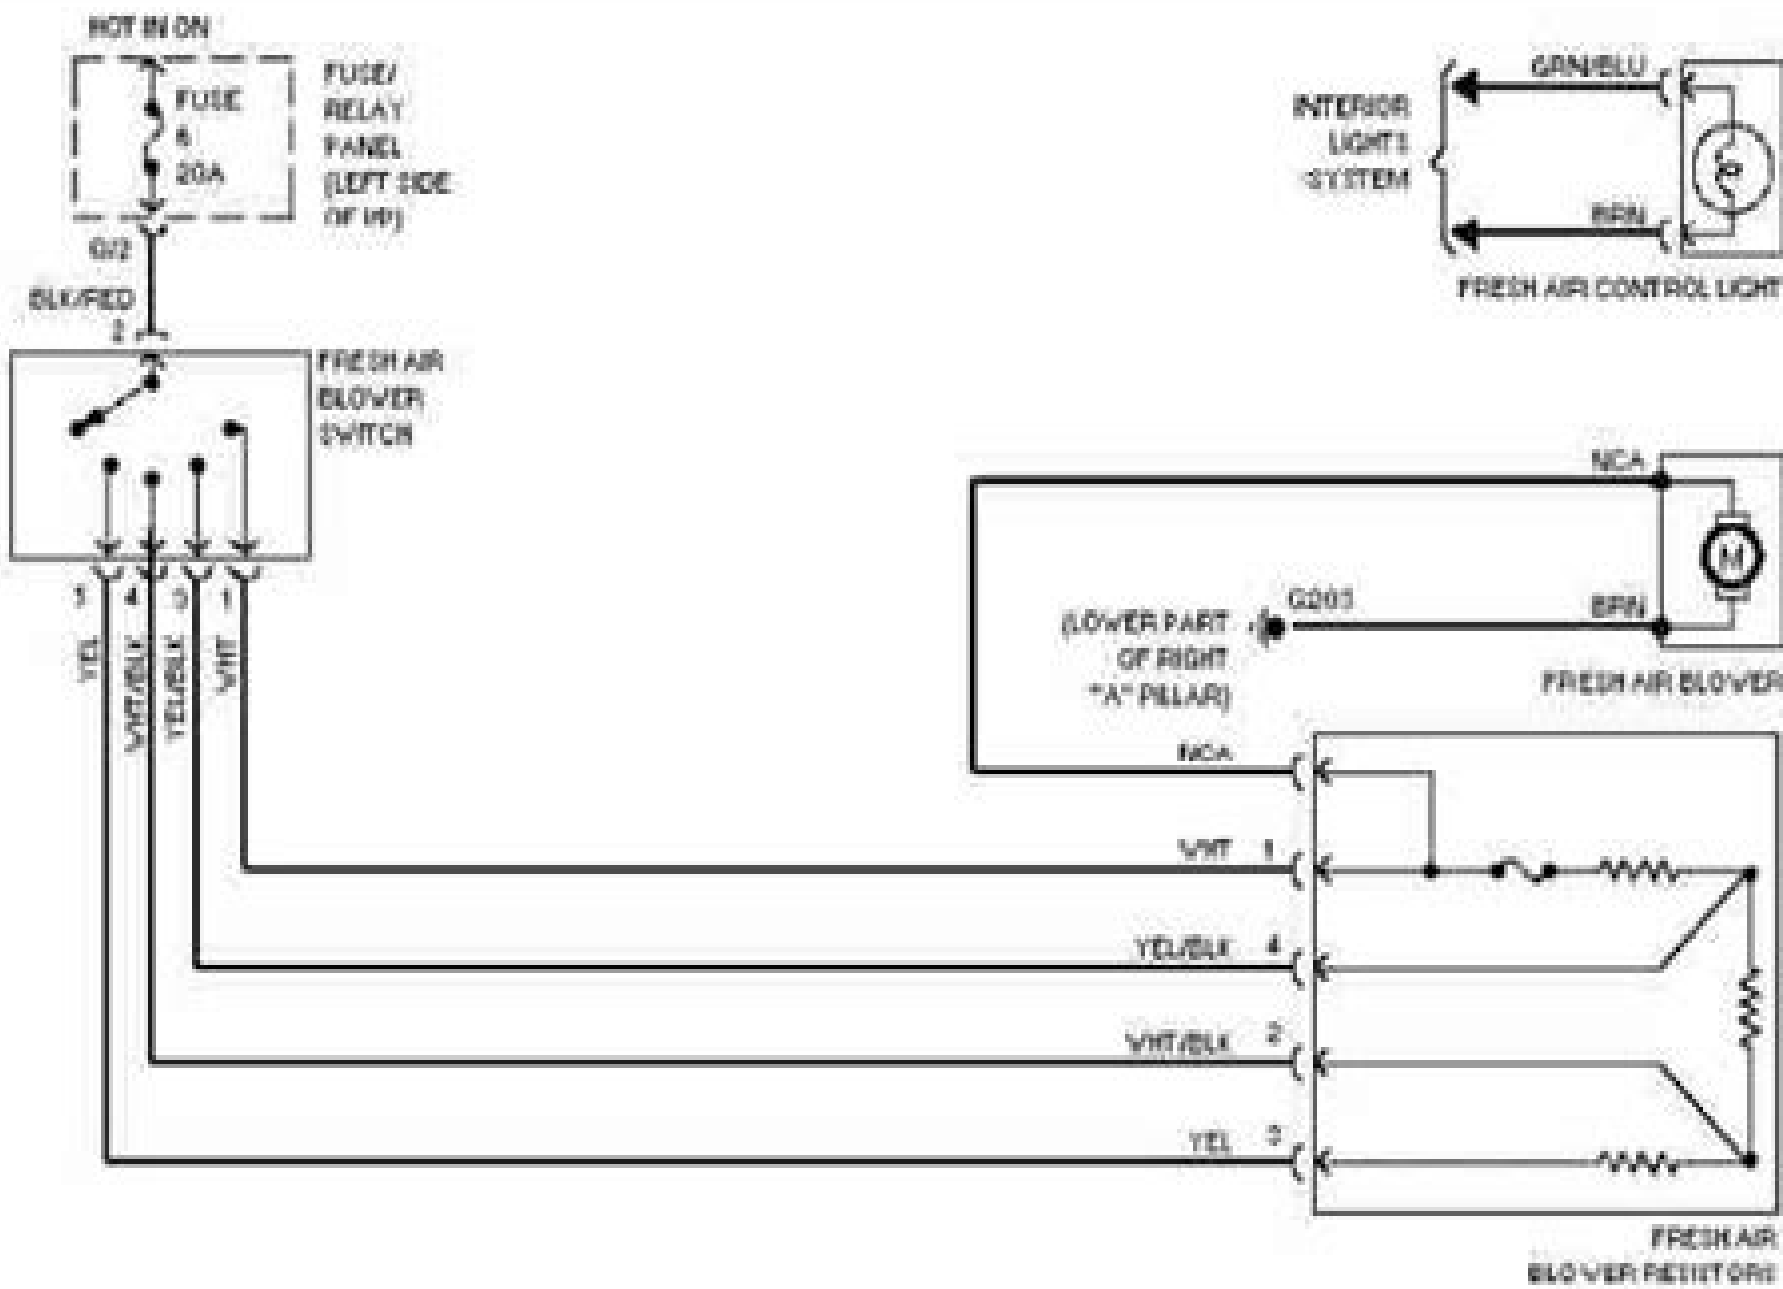 HOT IN ON
FUSE
6
20A
FUSE/
RELAY
PANEL
(LEFT SIDE
OF I/P)
G/2
BLK/RED
2
FRESH AIR
BLOWER
SWITCH
4
1
YEL
WHT/BLK
YEL/BLK
WHT
INTERIOR
LIGHTS
SYSTEM
GRN/BLU
BRN
FRESH AIR CONTROL LIGHT
NCA
M
G203
BRN
(LOWER PART
OF RIGHT
"A" PILLAR)
FRESH AIR BLOWER
NCA
WHT 1
YEL/BLK 4
WHT/BLK 2
YEL 3
FRESH AIR
BLOWER RESISTORS